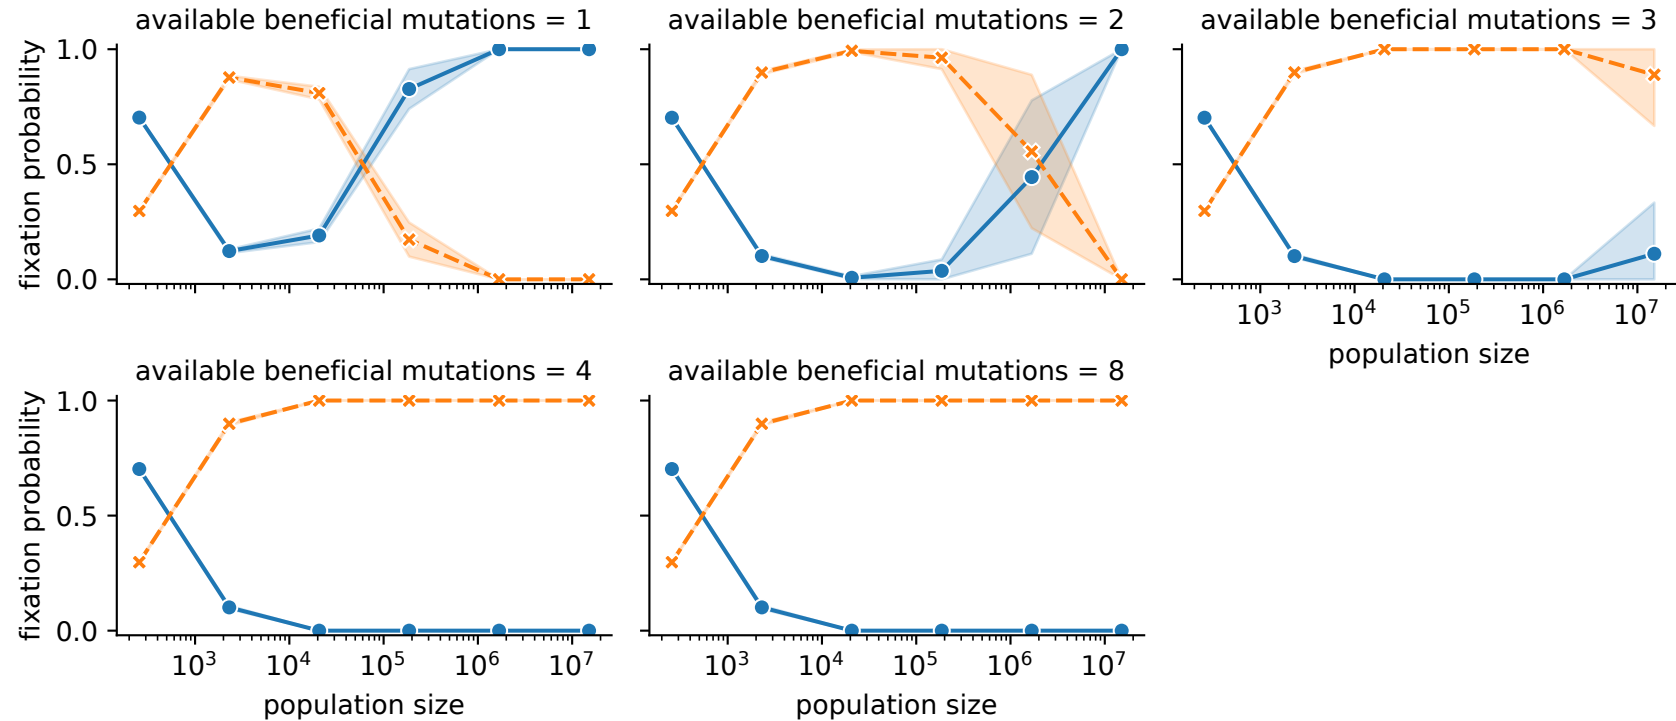 available beneficial mutations = 1
fixation probability
1.0
0.5
0.0
available beneficial mutations = 2
available beneficial mutations = 3
10³ 10⁴ 10⁵ 10⁶ 10⁷
population size
available beneficial mutations = 4
fixation probability
1.0
0.5
0.0
10³ 10⁴ 10⁵ 10⁶ 10⁷
population size
available beneficial mutations = 8
10³ 10⁴ 10⁵ 10⁶ 10⁷
population size